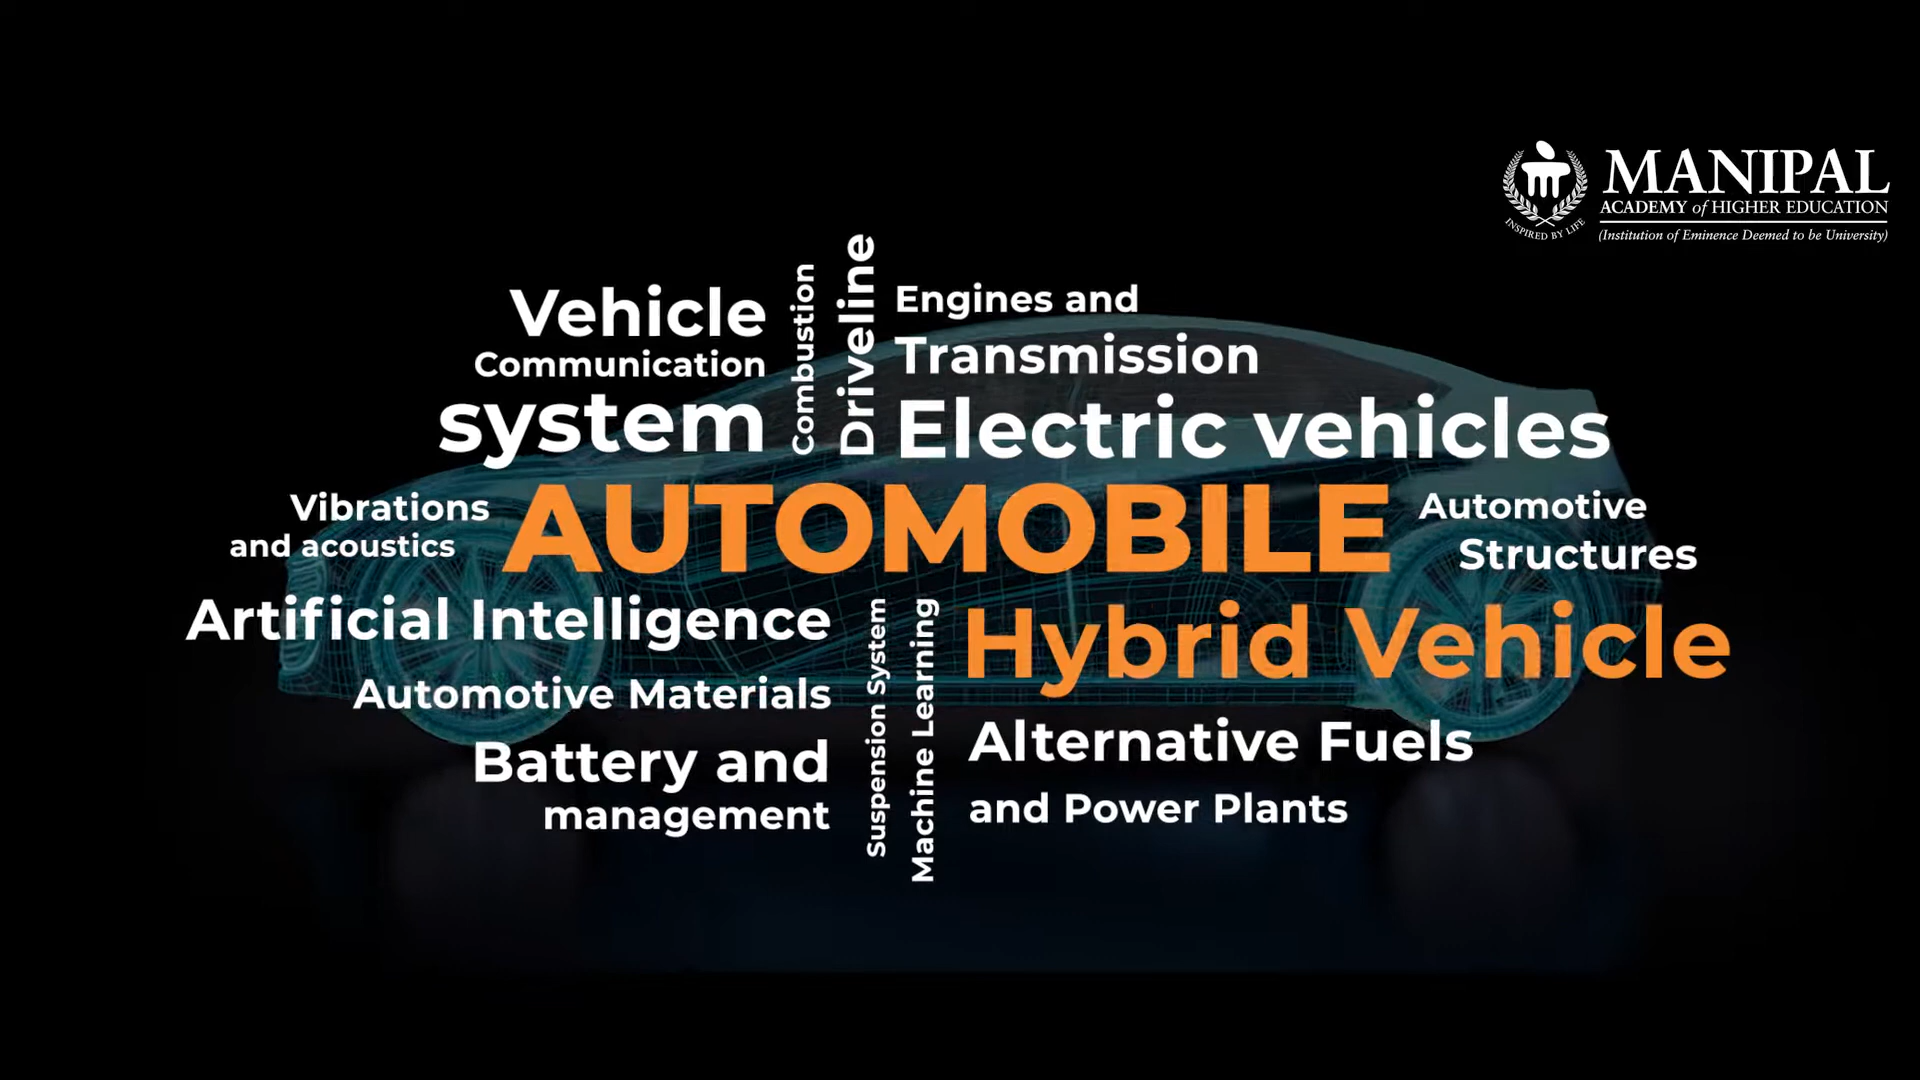 MANIPAL
ACADEMY of HIGHER EDUCATION
(Institution of Eminence Deemed to be University)
INSPIRED BY LIFE
Vehicle
Communication
system
Combustion
Driveline
Engines and
Transmission
Electric vehicles
Vibrations
and acoustics
AUTOMOBILE
Automotive
Structures
Artificial Intelligence
Automotive Materials
Battery and
management
Suspension System
Machine Learning
Hybrid Vehicle
Alternative Fuels
and Power Plants